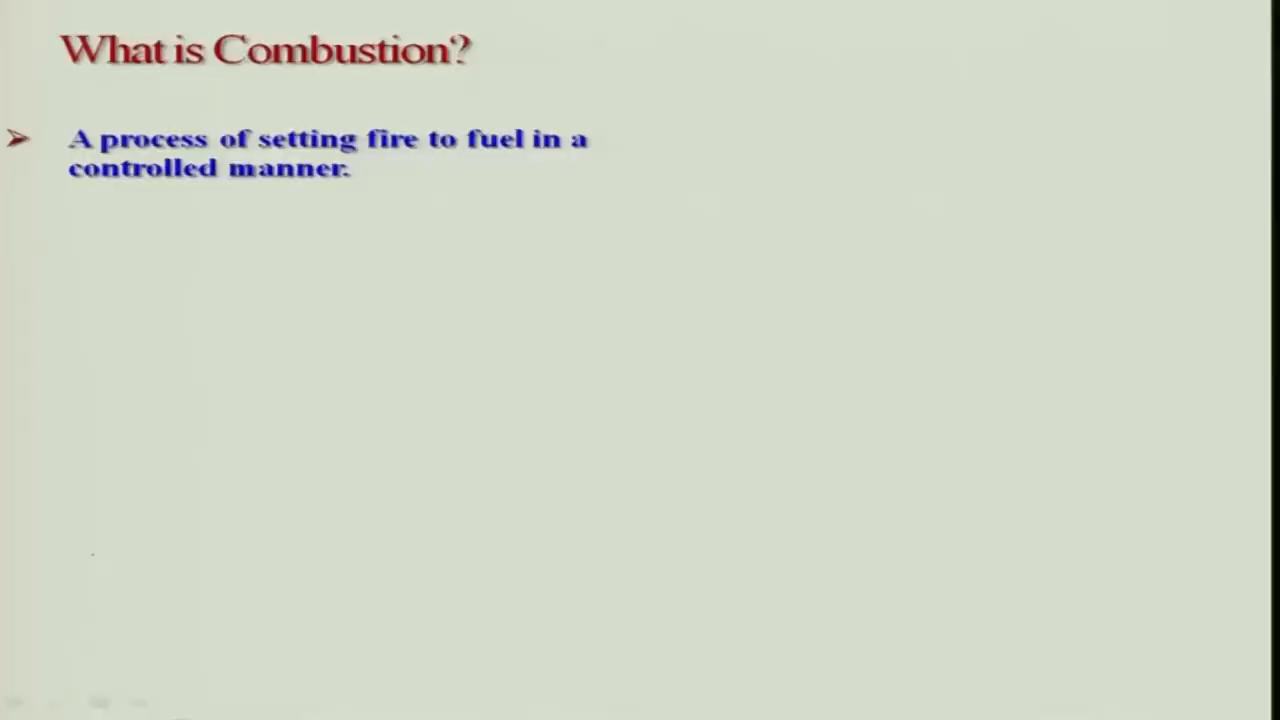 What is Combustion?
A process of setting fire to fuel in a
controlled manner.